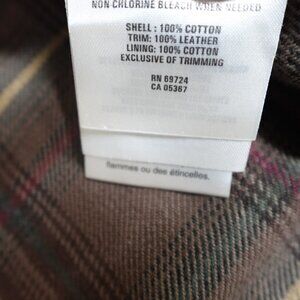 NON CHLORINE BLEACH WHEN NEEDED
SHELL : 100% COTTON
TRIM: 100% LEATHER
LINING: 100% COTTON
EXCLUSIVE OF TRIMMING
RN 69724
CA 05367
flammes ou des étincelles.